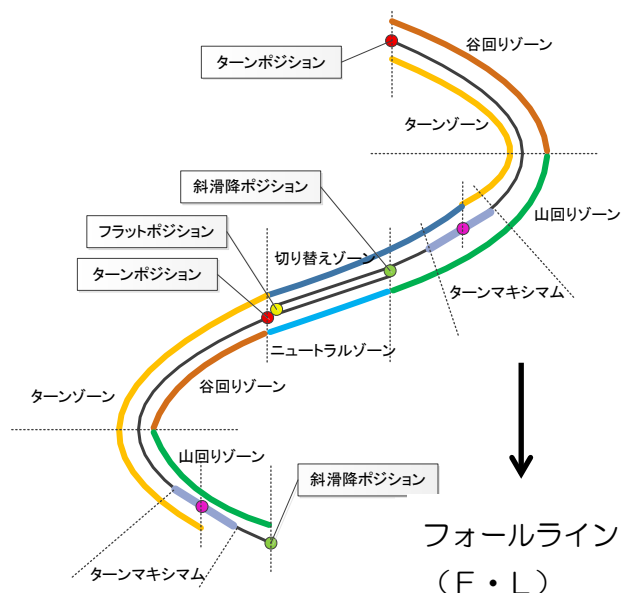 谷回りゾーン
ターンポジション
ターンゾーン
斜滑降ポジション
山回りゾーン
フラットポジション
切り替えゾーン
ターンポジション
ターンマキシマム
ニュートラルゾーン
ターンゾーン
谷回りゾーン
山回りゾーン
斜滑降ポジション
フォールライン
ターンマキシマム
(F・L)